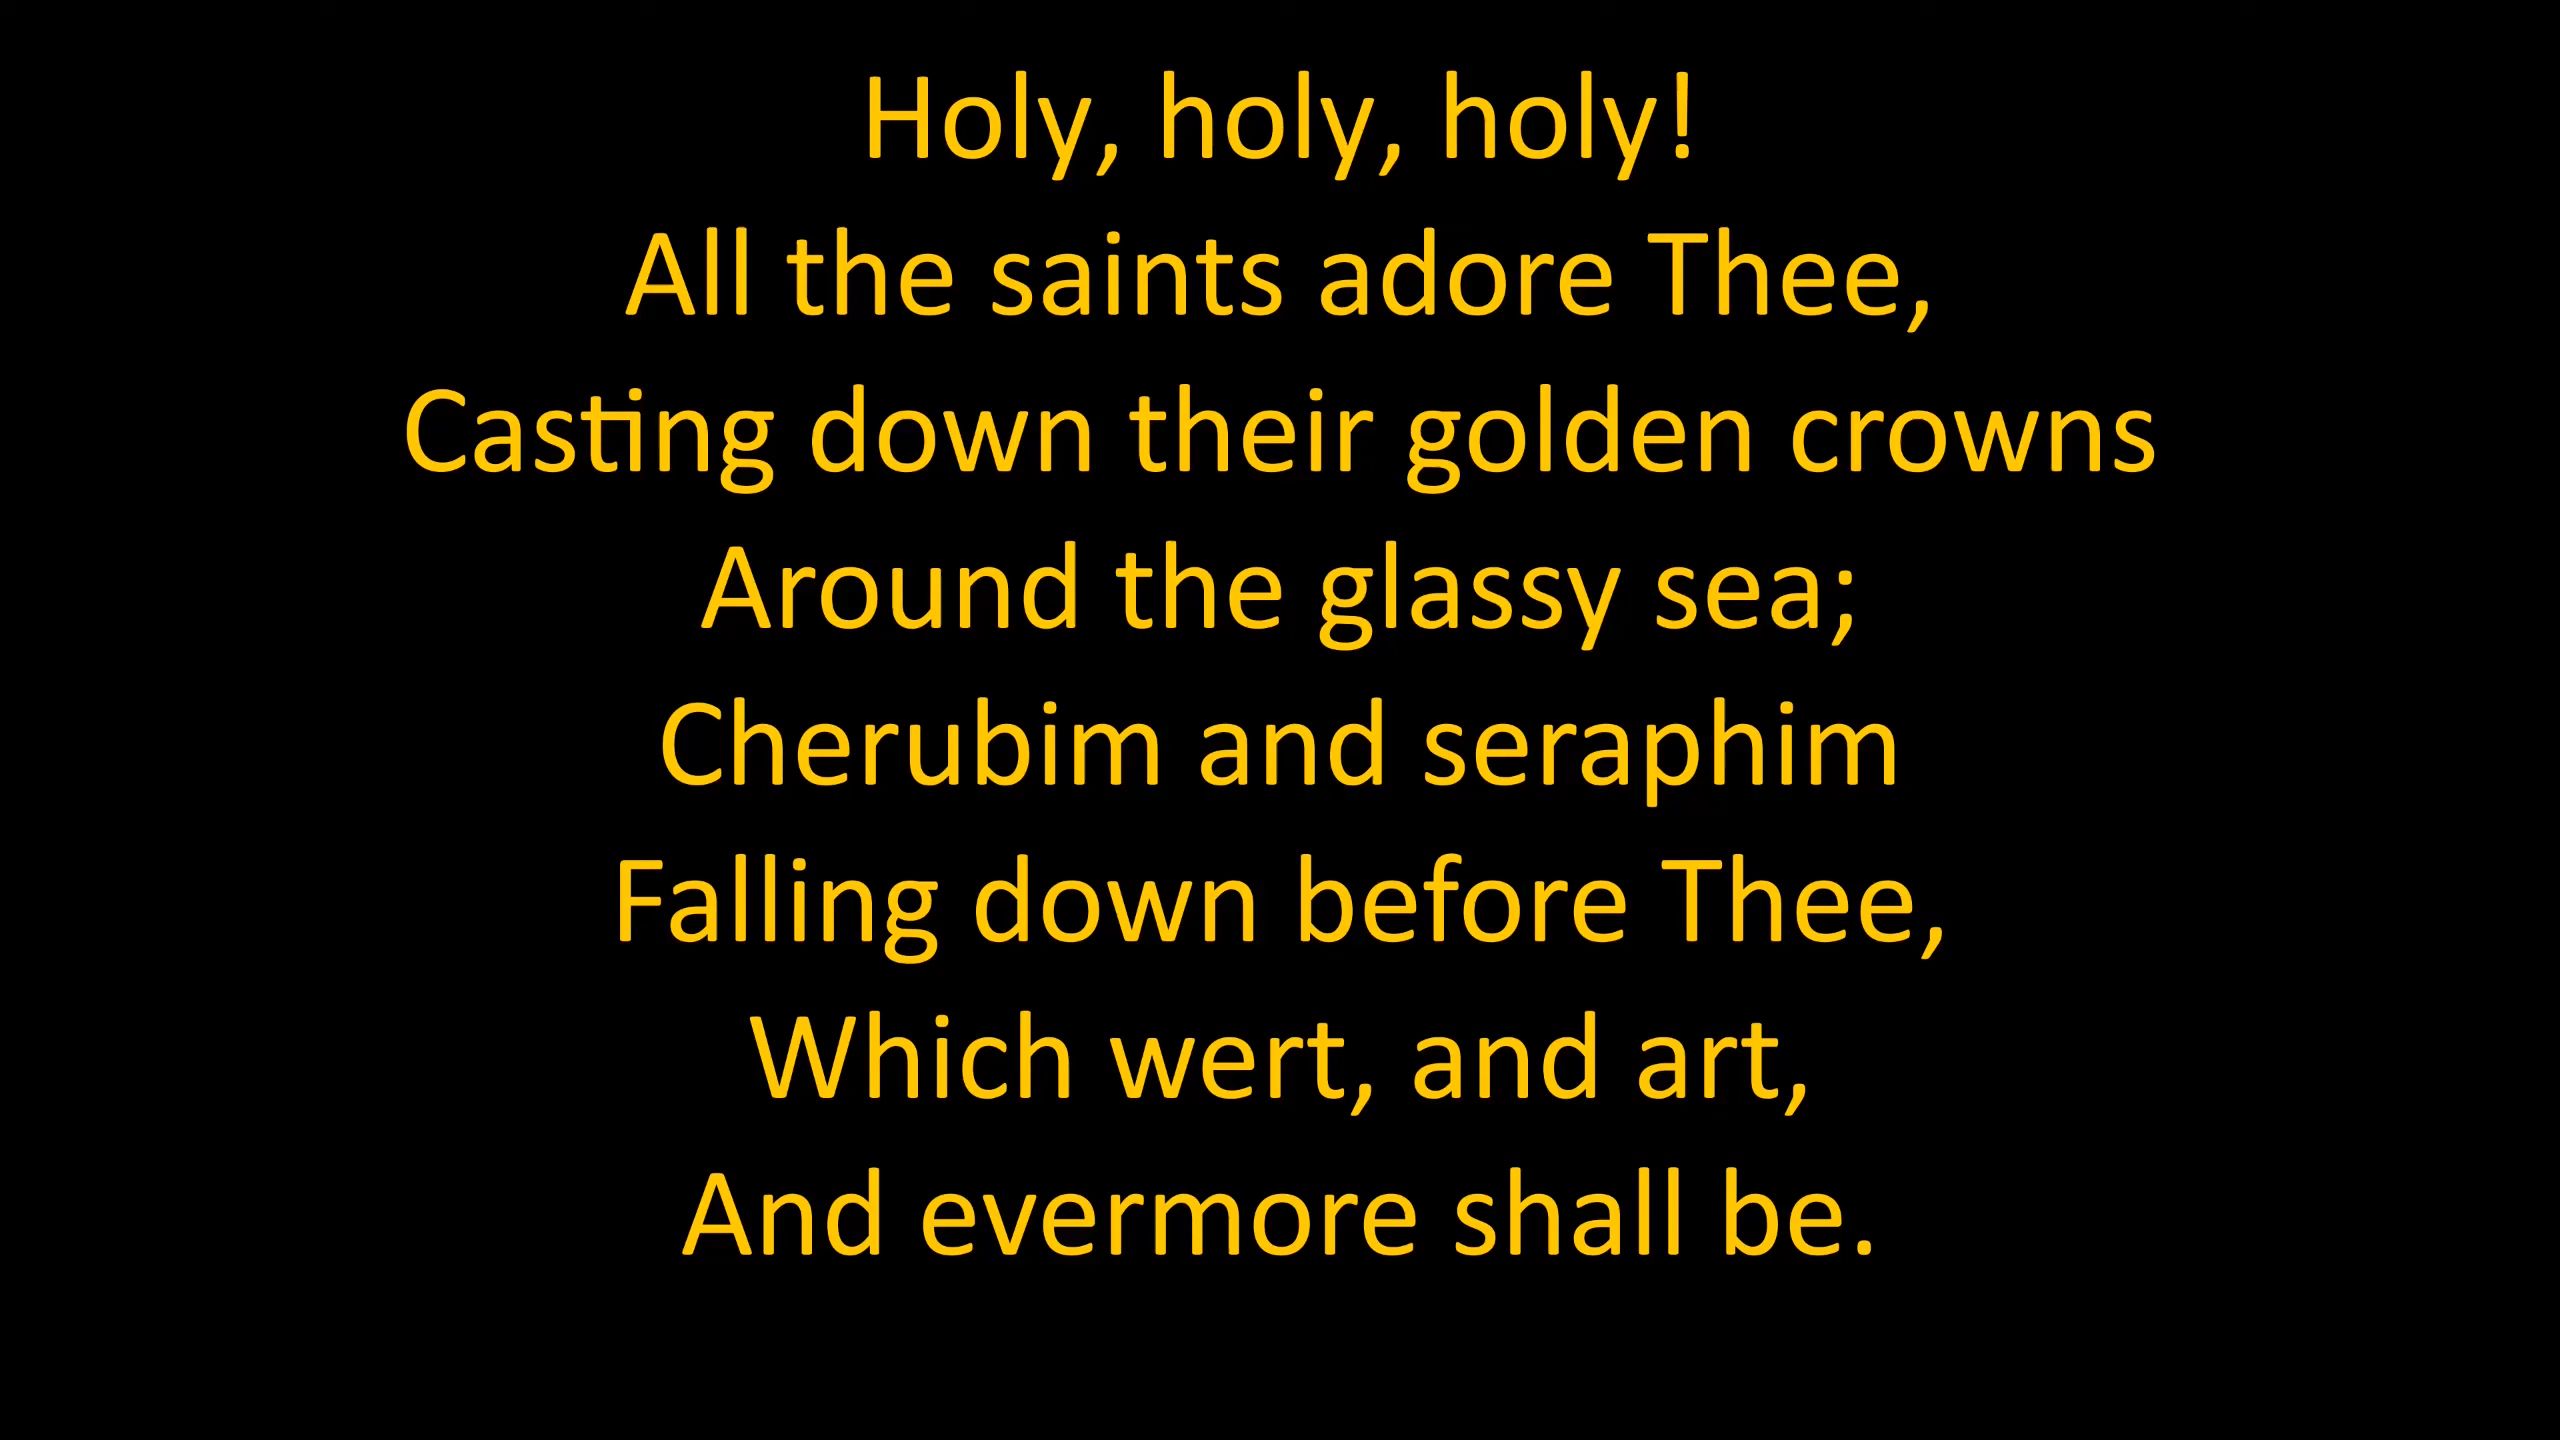 Holy, holy, holy!
All the saints adore Thee,
Casting down their golden crowns
Around the glassy sea;
Cherubim and seraphim
Falling down before Thee,
Which wert, and art,
And evermore shall be.